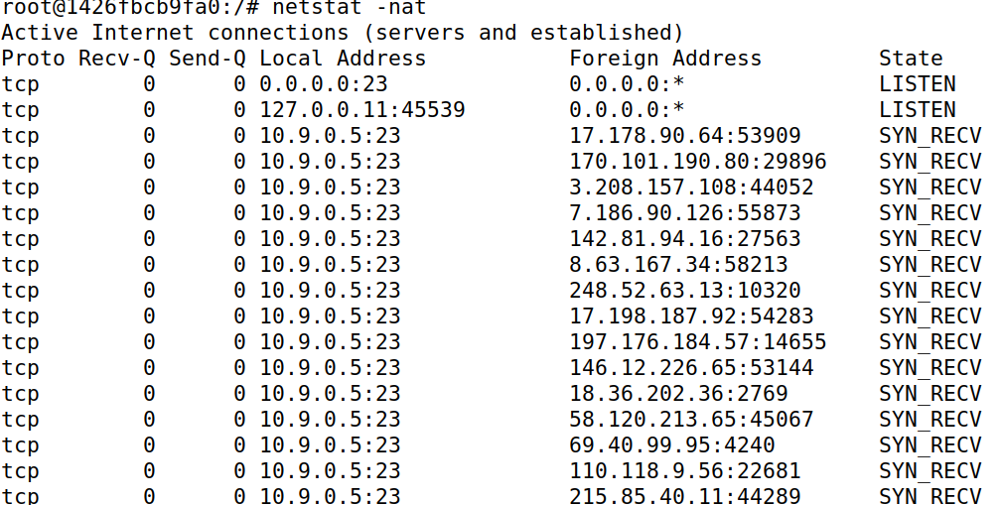 root@1426fbcb9fa0:/# netstat -nat
Active Internet connections (servers and established)
Proto Recv-Q Send-Q Local Address           Foreign Address         State
tcp        0      0 0.0.0.0:23              0.0.0.0:*               LISTEN
tcp        0      0 127.0.0.11:45539        0.0.0.0:*               LISTEN
tcp        0      0 10.9.0.5:23             17.178.90.64:53909      SYN_RECV
tcp        0      0 10.9.0.5:23             170.101.190.80:29896    SYN_RECV
tcp        0      0 10.9.0.5:23             3.208.157.108:44052     SYN_RECV
tcp        0      0 10.9.0.5:23             7.186.90.126:55873      SYN_RECV
tcp        0      0 10.9.0.5:23             142.81.94.16:27563      SYN_RECV
tcp        0      0 10.9.0.5:23             8.63.167.34:58213       SYN_RECV
tcp        0      0 10.9.0.5:23             248.52.63.13:10320      SYN_RECV
tcp        0      0 10.9.0.5:23             17.198.187.92:54283     SYN_RECV
tcp        0      0 10.9.0.5:23             197.176.184.57:14655    SYN_RECV
tcp        0      0 10.9.0.5:23             146.12.226.65:53144     SYN_RECV
tcp        0      0 10.9.0.5:23             18.36.202.36:2769       SYN_RECV
tcp        0      0 10.9.0.5:23             58.120.213.65:45067     SYN_RECV
tcp        0      0 10.9.0.5:23             69.40.99.95:4240        SYN_RECV
tcp        0      0 10.9.0.5:23             110.118.9.56:22681      SYN_RECV
tcp        0      0 10.9.0.5:23             215.85.40.11:44289      SYN_RECV